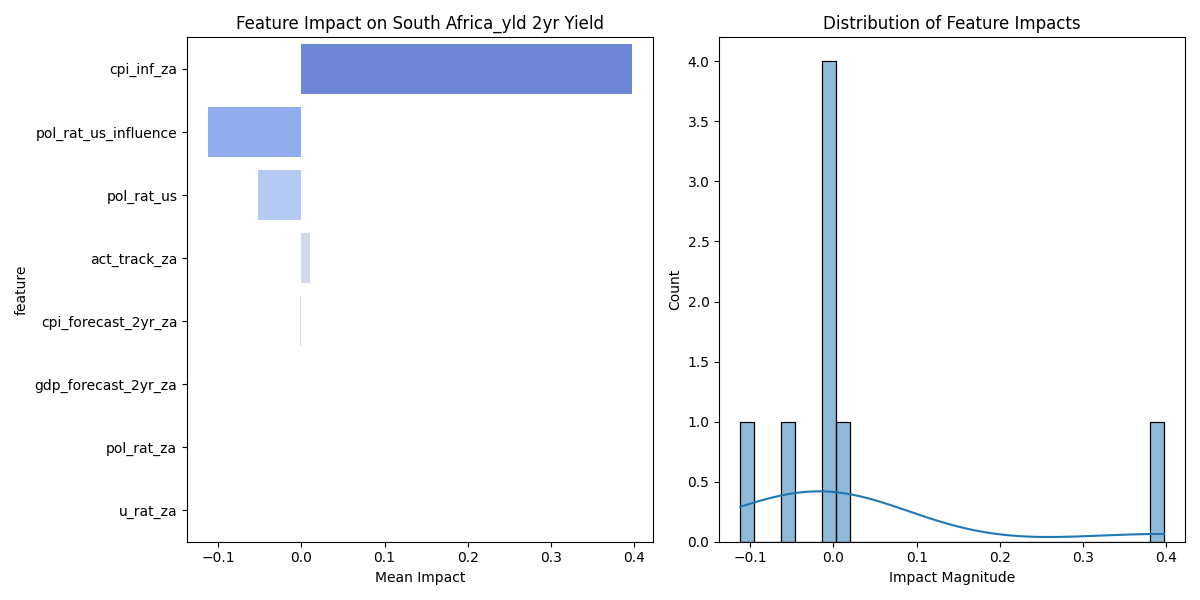 Feature Impact on South Africa_yld 2yr Yield
feature
cpi_inf_za
pol_rat_us_influence
pol_rat_us
act_track_za
cpi_forecast_2yr_za
gdp_forecast_2yr_za
pol_rat_za
u_rat_za
−0.1 0.0 0.1 0.2 0.3 0.4
Mean Impact
Distribution of Feature Impacts
Count
4.0
3.5
3.0
2.5
2.0
1.5
1.0
0.5
0.0
−0.1 0.0 0.1 0.2 0.3 0.4
Impact Magnitude